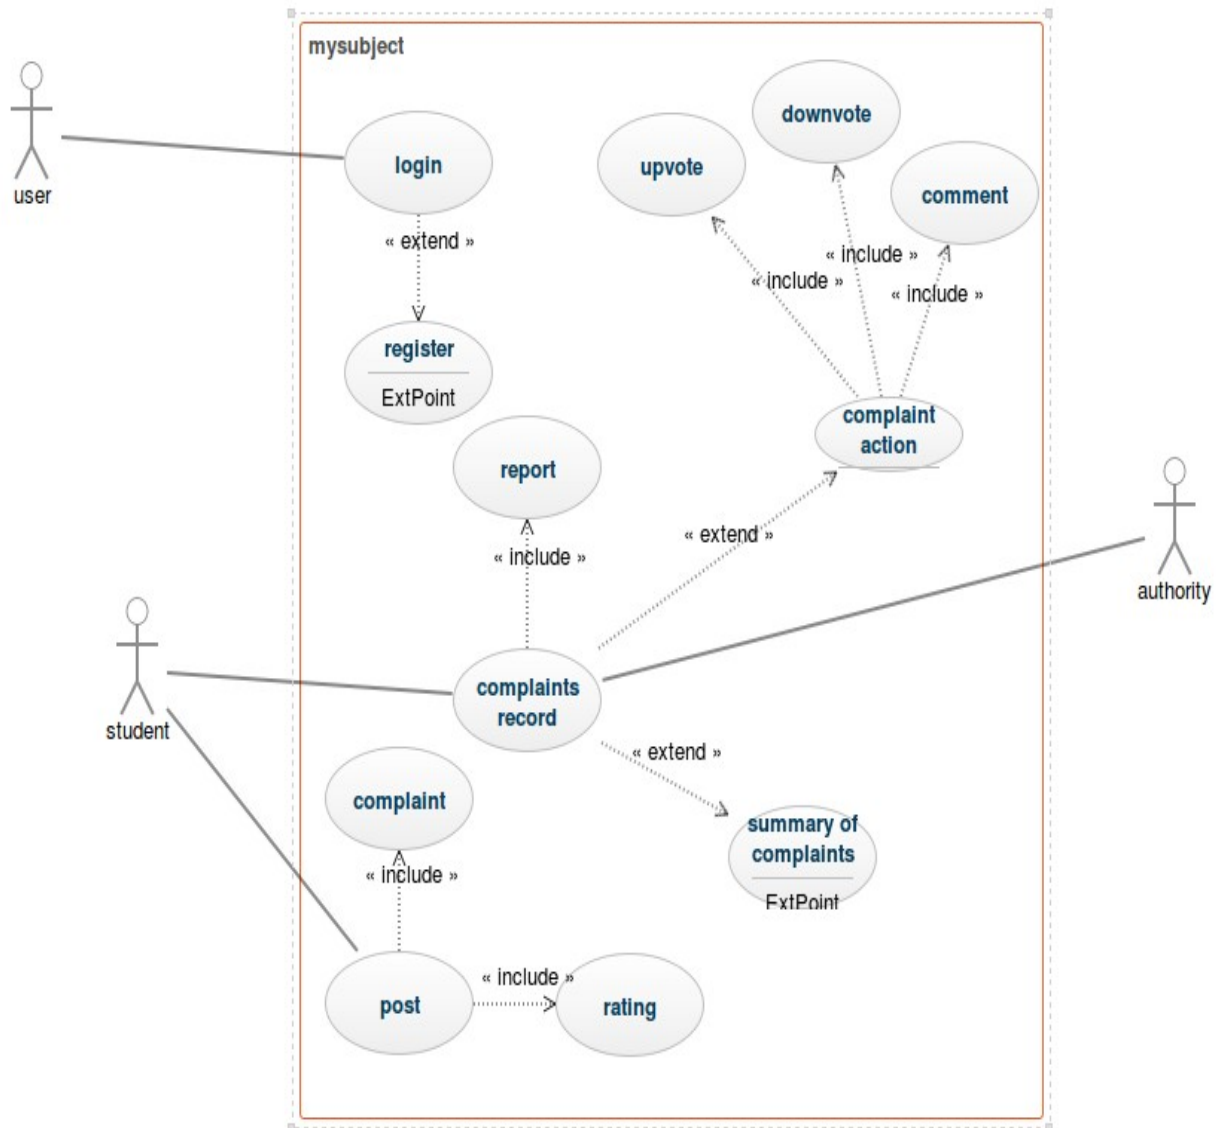 mysubject
downvote
login
upvote
comment
user
« extend »
« include »
« include »
« include »
register
ExtPoint
complaint
action
report
« extend »
« include »
authority
complaints
record
student
« extend »
complaint
summary of
complaints
« include »
ExtPoint
« include »
post
rating